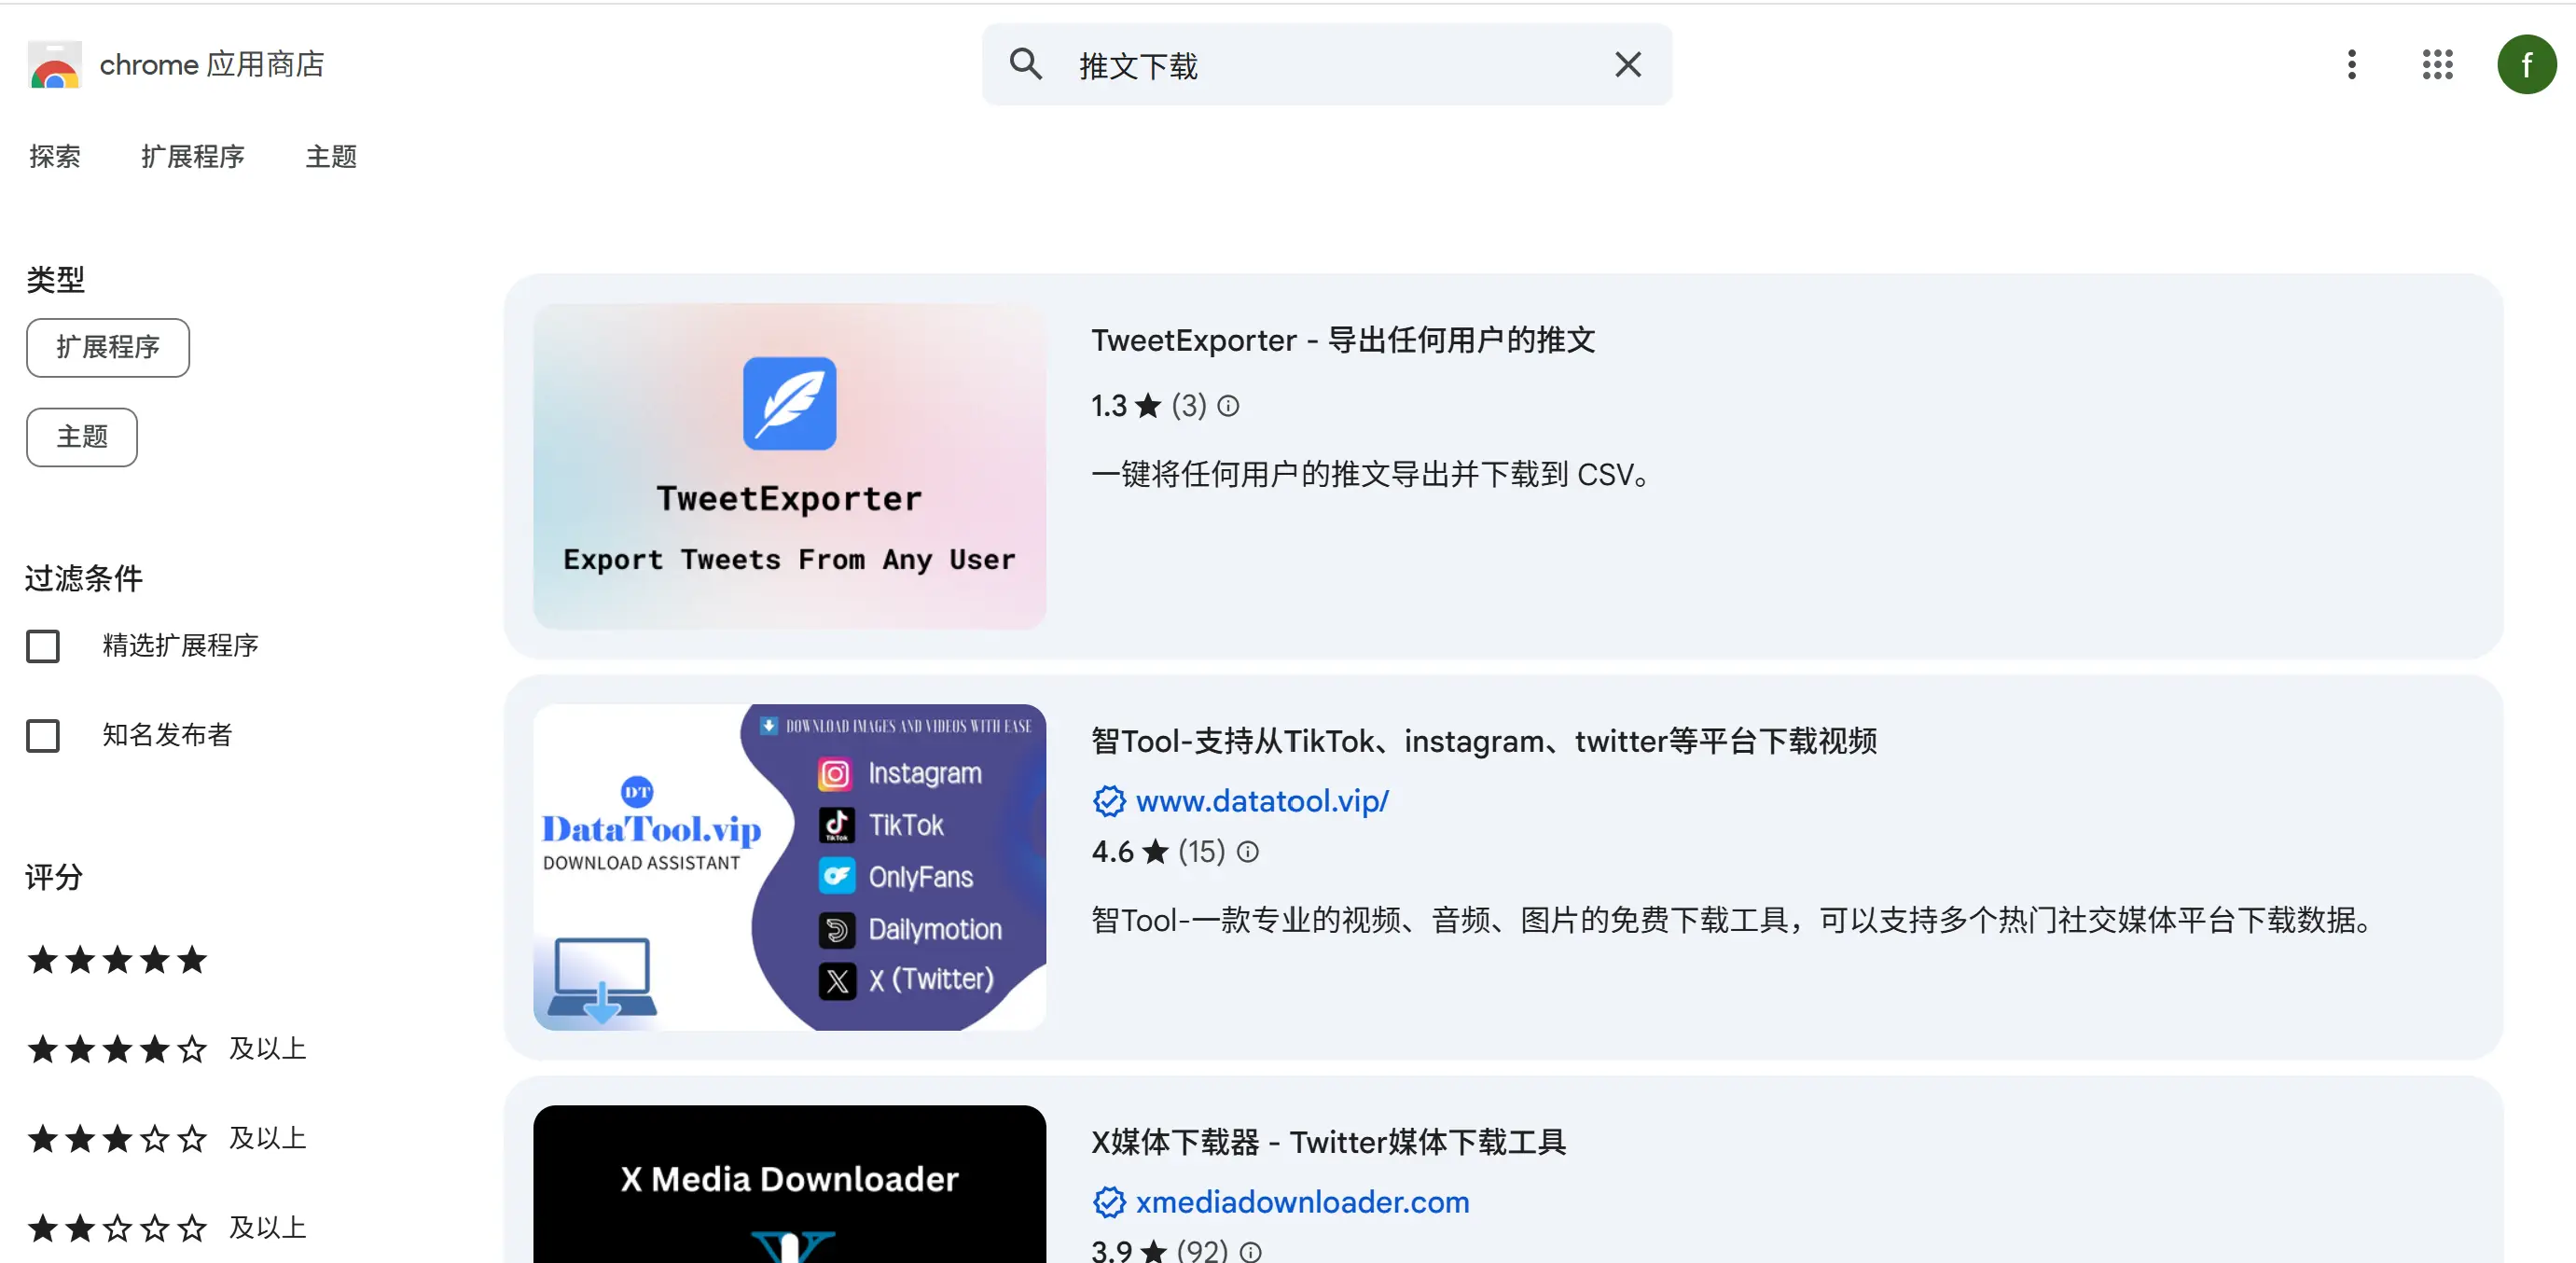 chrome 应用商店
推文下载
f
探索 扩展程序 主题
类型
扩展程序
主题
过滤条件
精选扩展程序
知名发布者
评分
及以上
及以上
及以上
TweetExporter
Export Tweets From Any User
TweetExporter - 导出任何用户的推文
1.3 ★ (3)
一键将任何用户的推文导出并下载到 CSV。
DOWNLOAD IMAGES AND VIDEOS WITH EASE
DT
DataTool.vip
DOWNLOAD ASSISTANT
Instagram
TikTok
TikTok
OnlyFans
Dailymotion
X (Twitter)
智Tool-支持从TikTok、instagram、twitter等平台下载视频
www.datatool.vip/
4.6 ★ (15)
智Tool-一款专业的视频、音频、图片的免费下载工具，可以支持多个热门社交媒体平台下载数据。
X Media Downloader
X媒体下载器 - Twitter媒体下载工具
xmediadownloader.com
3.9 ★ (92)